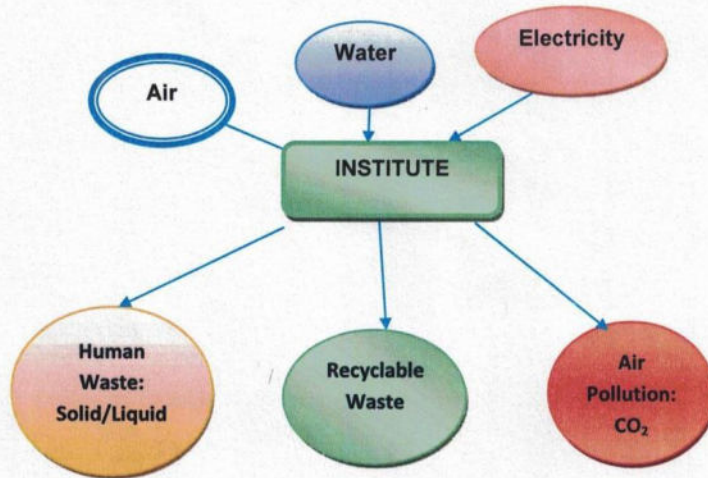 Air
Water
Electricity
INSTITUTE
Human
Waste:
Solid/Liquid
Recyclable
Waste
Air
Pollution:
CO₂